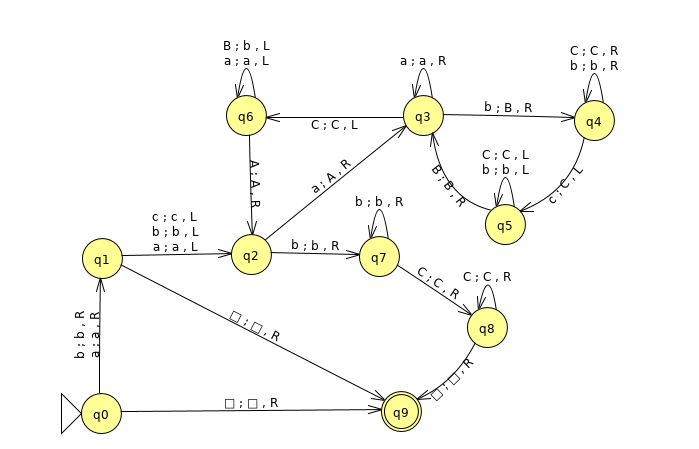 B ; b , L
a ; a , L
q6
a ; a , R
q3
C ; C , R
b ; b , R
q4
b ; B , R
C ; C , L
A ; A , R
a ; A , R
B ; B , R
C ; C , L
b ; b , L
c ; C , L
q5
c ; c , L
b ; b , L
a ; a , L
q1
q2
b ; b , R
b ; b , R
q7
C ; C , R
C ; C , R
q8
b ; b , R
a ; a , R
□ ; □ , R
□ ; □ , R
q0
□ ; □ , R
q9